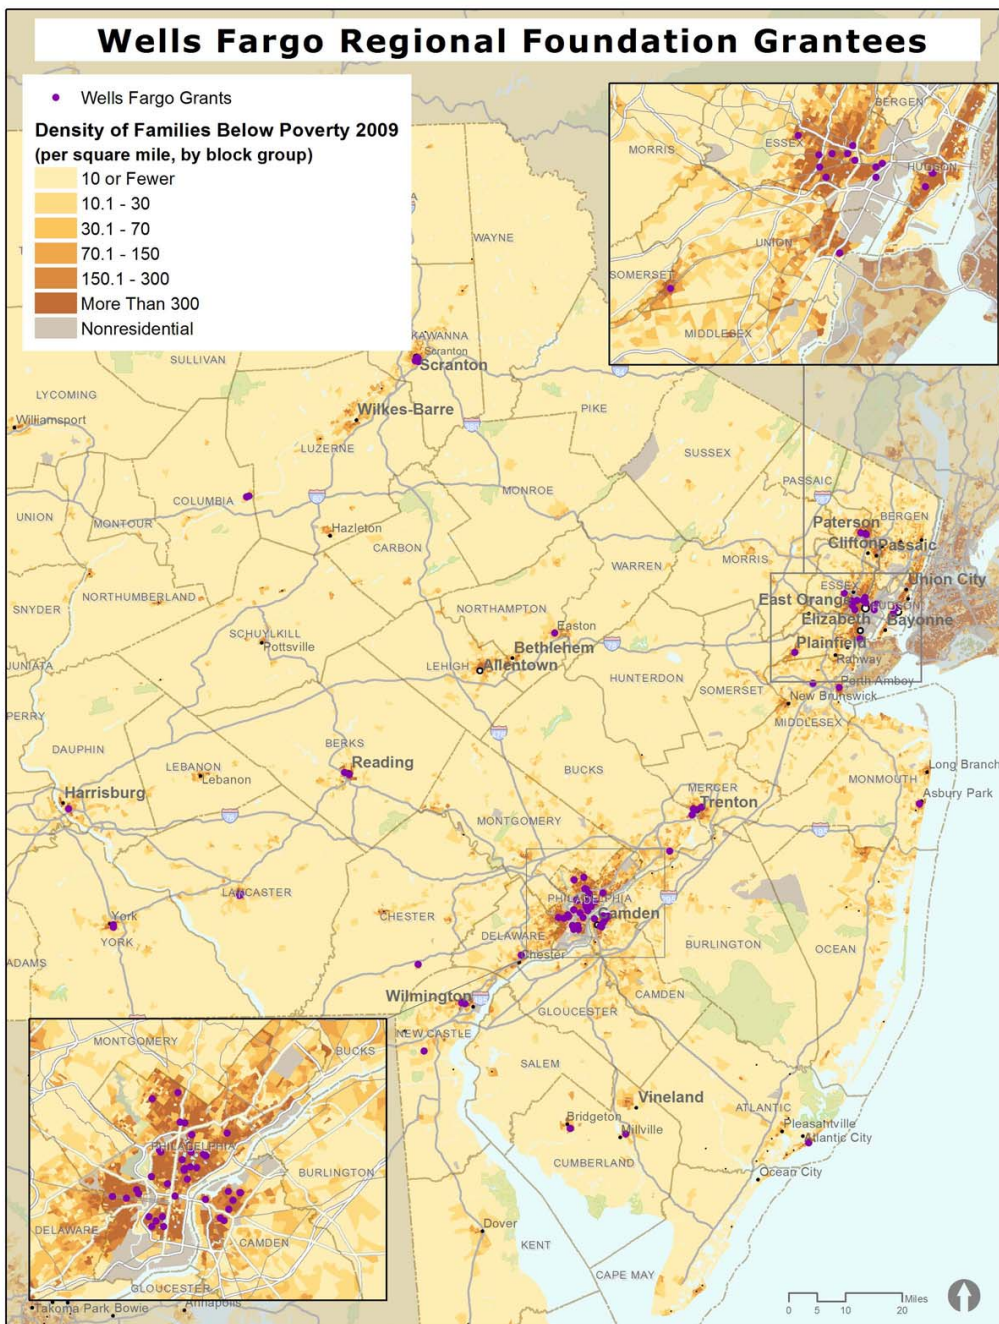 Wells Fargo Regional Foundation Grantees
Wells Fargo Grants
Density of Families Below Poverty 2009
(per square mile, by block group)
10 or Fewer
10.1 - 30
30.1 - 70
70.1 - 150
150.1 - 300
More Than 300
Nonresidential
BERGEN
MORRIS
ESSEX
HUDSON
UNION
SOMERSET
MIDDLESEX
WAYNE
KAWANNA
Scranton
Scranton
SULLIVAN
LYCOMING
Williamsport
Wilkes-Barre
LUZERNE
PIKE
SUSSEX
PASSAIC
COLUMBIA
MONROE
UNION
MONTOUR
Hazleton
CARBON
Paterson
BERGEN
Clifton
Passaic
MORRIS
WARREN
ESSEX
Union City
East Orange
HUDSON
SNYDER
NORTHUMBERLAND
NORTHAMPTON
Easton
Elizabeth
Bayonne
SCHUYLKILL
Pottsville
Bethlehem
Plainfield
Rahway
JUNIATA
LEHIGH
Allentown
HUNTERDON
SOMERSET
Perth Amboy
New Brunswick
PERRY
MIDDLESEX
DAUPHIN
BERKS
Reading
LEBANON
Lebanon
BUCKS
MONMOUTH
Long Branch
Harrisburg
MERCER
Trenton
Asbury Park
MONTGOMERY
LANCASTER
PHILADELPHIA
CHESTER
Camden
York
YORK
DELAWARE
BURLINGTON
OCEAN
ADAMS
Chester
Wilmington
CAMDEN
GLOUCESTER
NEW CASTLE
SALEM
Vineland
ATLANTIC
Bridgeton
Millville
Pleasantville
Atlantic City
CUMBERLAND
Ocean City
Dover
KENT
CAPE MAY
MONTGOMERY
BUCKS
PHILADELPHIA
BURLINGTON
DELAWARE
CAMDEN
GLOUCESTER
Takoma Park
Bowie
Annapolis
0 5 10 20 Miles